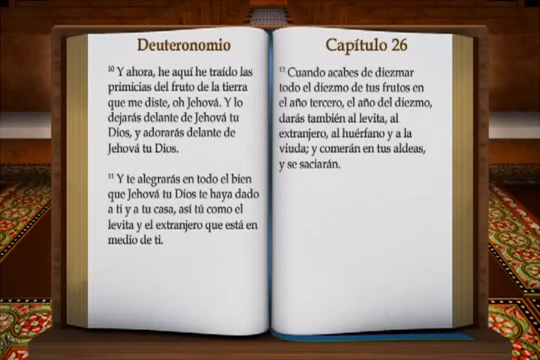 Deuteronomio
10 Y ahora, he aquí he traído las
primicias del fruto de la tierra
que me diste, oh Jehová. Y lo
dejarás delante de Jehová tu
Dios, y adorarás delante de
Jehová tu Dios.
11 Y te alegrarás en todo el bien
que Jehová tu Dios te haya dado
a ti y a tu casa, así tú como el
levita y el extranjero que está en
medio de ti.
Capítulo 26
12 Cuando acabes de diezmar
todo el diezmo de tus frutos en
el año tercero, el año del diezmo,
darás también al levita, al
extranjero, al huérfano y a la
viuda; y comerán en tus aldeas,
y se saciarán.